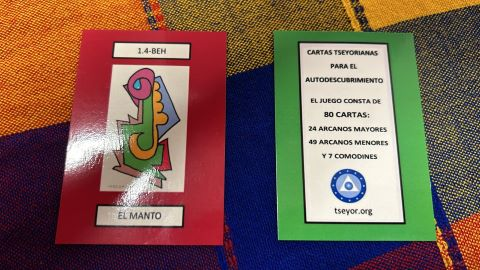 1.4-BEH
EL MANTO
CARTAS TSEYORIANAS
PARA EL
AUTODESCUBRIMIENTO
EL JUEGO CONSTA DE
80 CARTAS:
24 ARCANOS MAYORES
49 ARCANOS MENORES
Y 7 COMODINES
tseyor.org